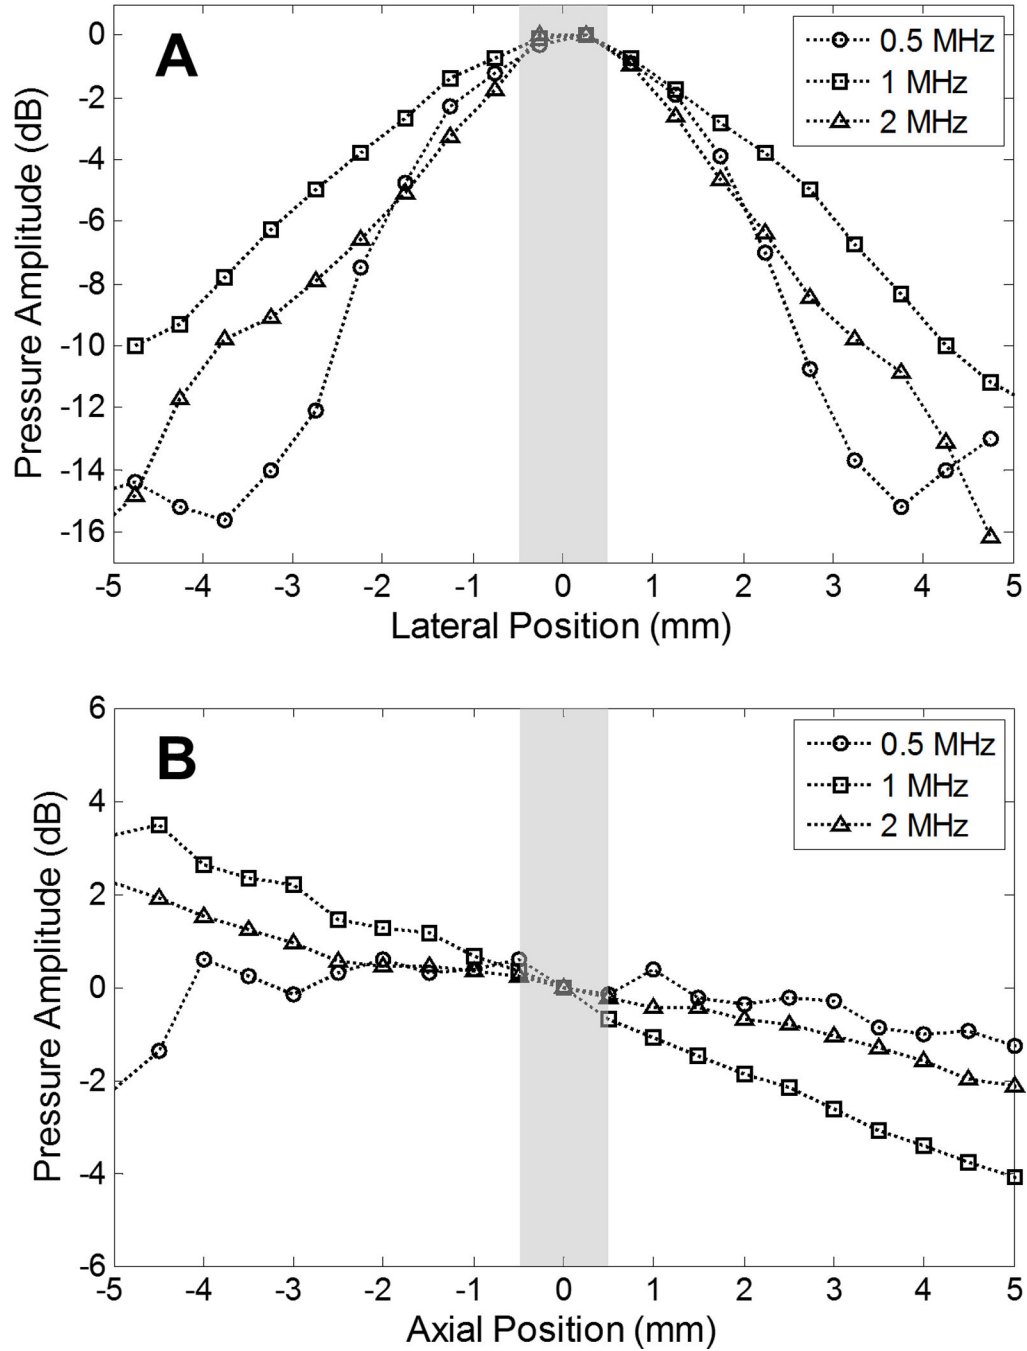 A
0.5 MHz
1 MHz
2 MHz
Pressure Amplitude (dB)
0
-2
-4
-6
-8
-10
-12
-14
-16
-5 -4 -3 -2 -1 0 1 2 3 4 5
Lateral Position (mm)
B
0.5 MHz
1 MHz
2 MHz
Pressure Amplitude (dB)
6
4
2
0
-2
-4
-6
-5 -4 -3 -2 -1 0 1 2 3 4 5
Axial Position (mm)